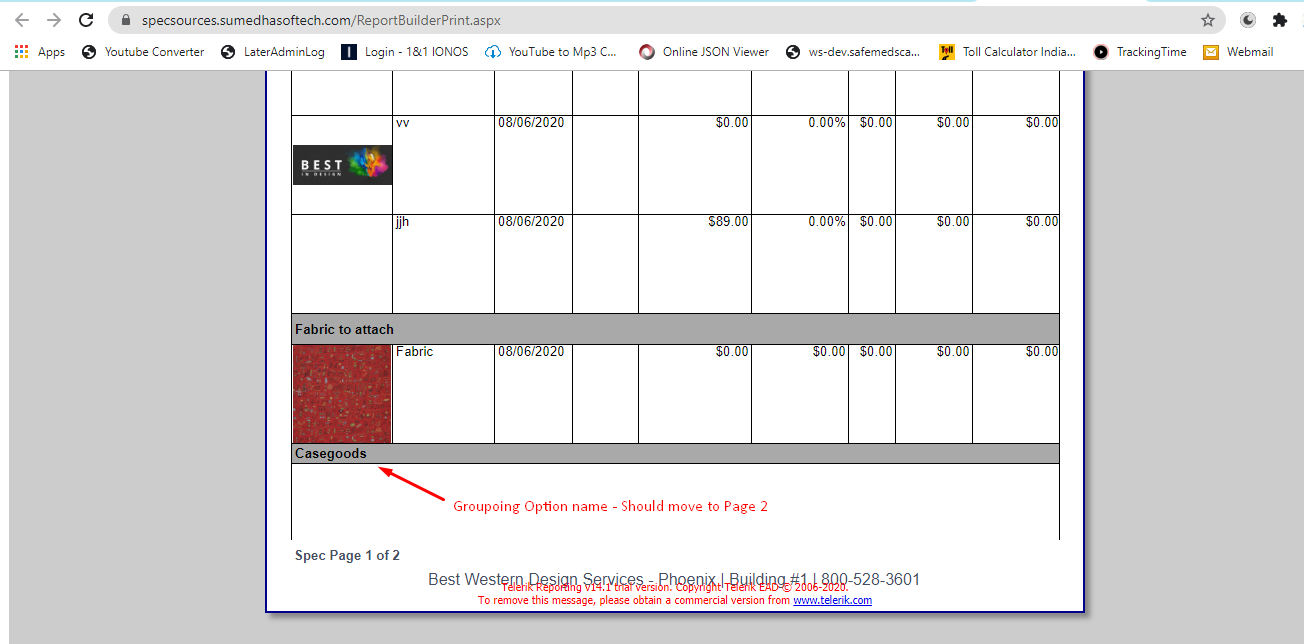 specsources.sumedhasoftech.com/ReportBuilderPrint.aspx
Apps Youtube Converter LaterAdminLog Login - 1&1 IONOS YouTube to Mp3 C... Online JSON Viewer ws-dev.safemedsca... Toll Calculator India... TrackingTime Webmail
vv 08/06/2020 $0.00 0.00% $0.00 $0.00 $0.00
BEST
IN DESIGN
jjh 08/06/2020 $89.00 0.00% $0.00 $0.00 $0.00
Fabric to attach
Fabric 08/06/2020 $0.00 $0.00 $0.00 $0.00 $0.00
Casegoods
Groupoing Option name - Should move to Page 2
Spec Page 1 of 2
Best Western Design Services - Phoenix | Building #1 | 800-528-3601
Telerik Reporting v14.1 trial version. Copyright Telerik EAD © 2006-2020.
To remove this message, please obtain a commercial version from www.telerik.com